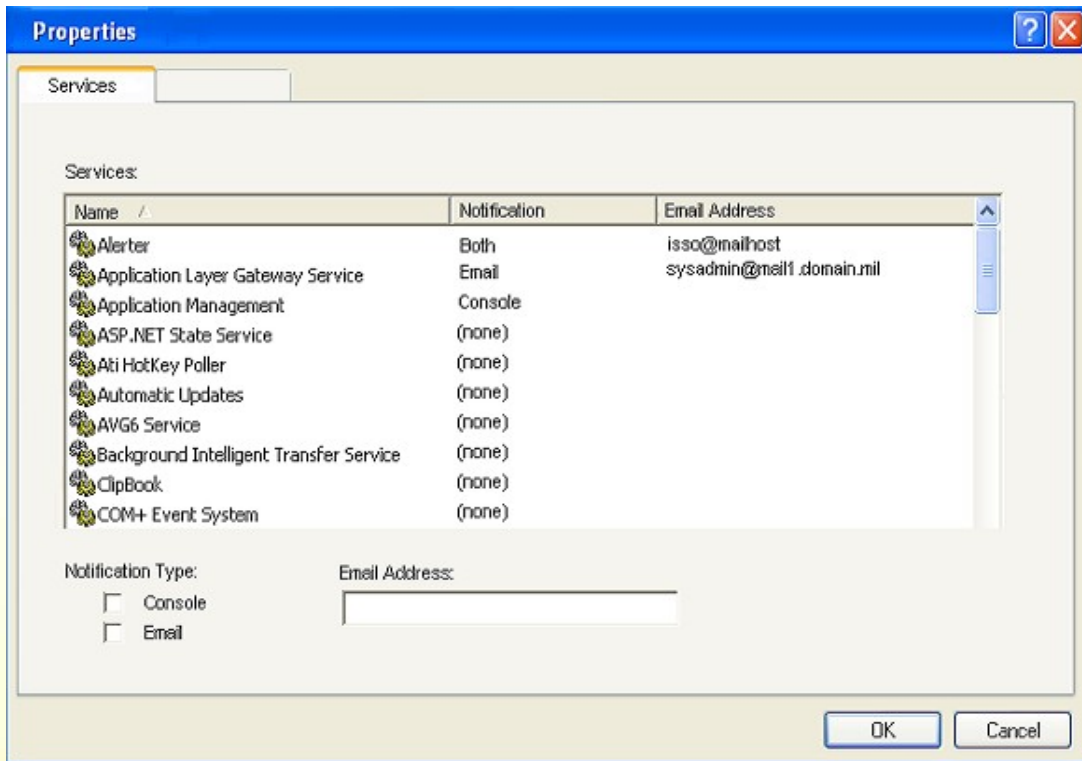 Properties
Services
Services:
Name Notification Email Address
Alerter Both isso@mailhost
Application Layer Gateway Service Email sysadmin@mail1.domain.mil
Application Management Console
ASP.NET State Service (none)
Ati HotKey Poller (none)
Automatic Updates (none)
AVG6 Service (none)
Background Intelligent Transfer Service (none)
ClipBook (none)
COM+ Event System (none)
Notification Type: Email Address:
Console
Email
OK Cancel